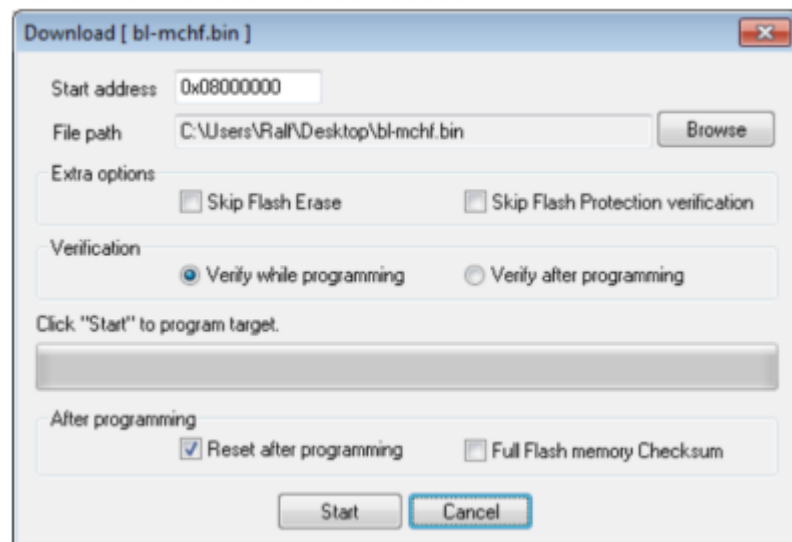 Download [ bl-mchf.bin ]
Start address 0x08000000
File path C:\Users\Ralf\Desktop\bl-mchf.bin Browse
Extra options
Skip Flash Erase Skip Flash Protection verification
Verification
Verify while programming Verify after programming
Click "Start" to program target.
After programming
Reset after programming Full Flash memory Checksum
Start Cancel